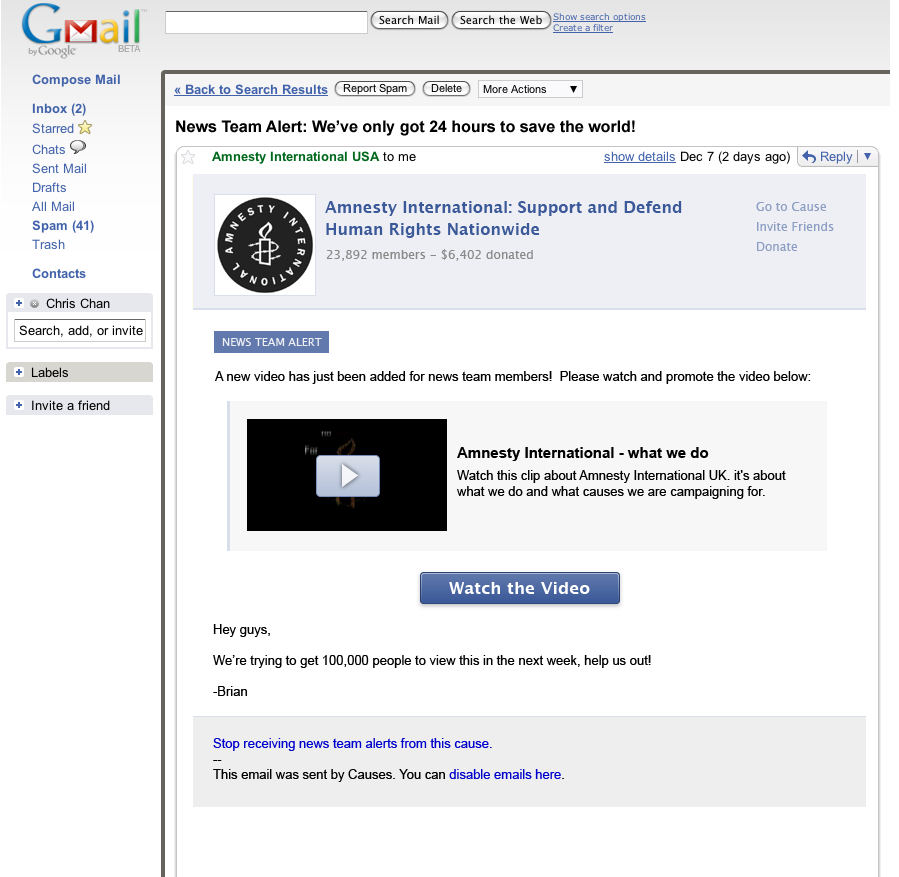 Gmail
by Google
BETA
Search Mail
Search the Web
Show search options
Create a filter
Compose Mail
Inbox (2)
Starred
Chats
Sent Mail
Drafts
All Mail
Spam (41)
Trash
Contacts
Chris Chan
Search, add, or invite
Labels
Invite a friend
« Back to Search Results
Report Spam
Delete
More Actions
News Team Alert: We’ve only got 24 hours to save the world!
Amnesty International USA to me
show details Dec 7 (2 days ago)
Reply
AMNESTY INTERNATIONAL
Amnesty International: Support and Defend
Human Rights Nationwide
23,892 members – $6,402 donated
Go to Cause
Invite Friends
Donate
NEWS TEAM ALERT
A new video has just been added for news team members!  Please watch and promote the video below:
Amnesty International - what we do
Watch this clip about Amnesty International UK. it's about
what we do and what causes we are campaigning for.
Watch the Video
Hey guys,
We’re trying to get 100,000 people to view this in the next week, help us out!
-Brian
Stop receiving news team alerts from this cause.
--
This email was sent by Causes. You can disable emails here.